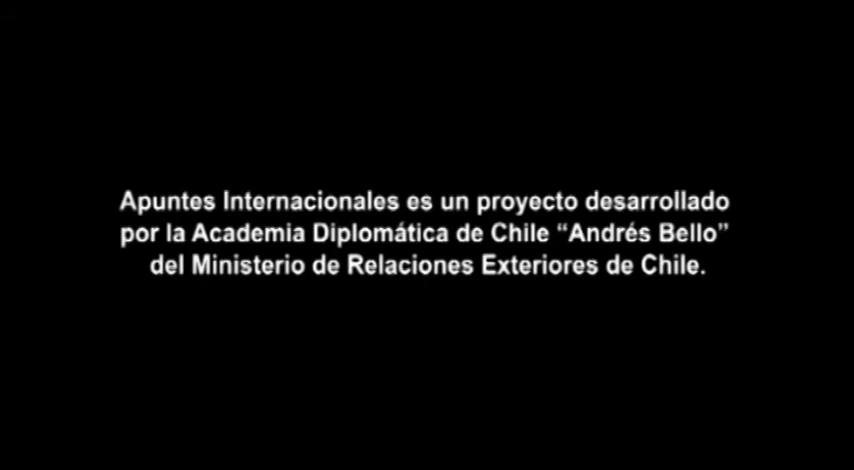 Apuntes Internacionales es un proyecto desarrollado
por la Academia Diplomática de Chile “Andrés Bello”
del Ministerio de Relaciones Exteriores de Chile.